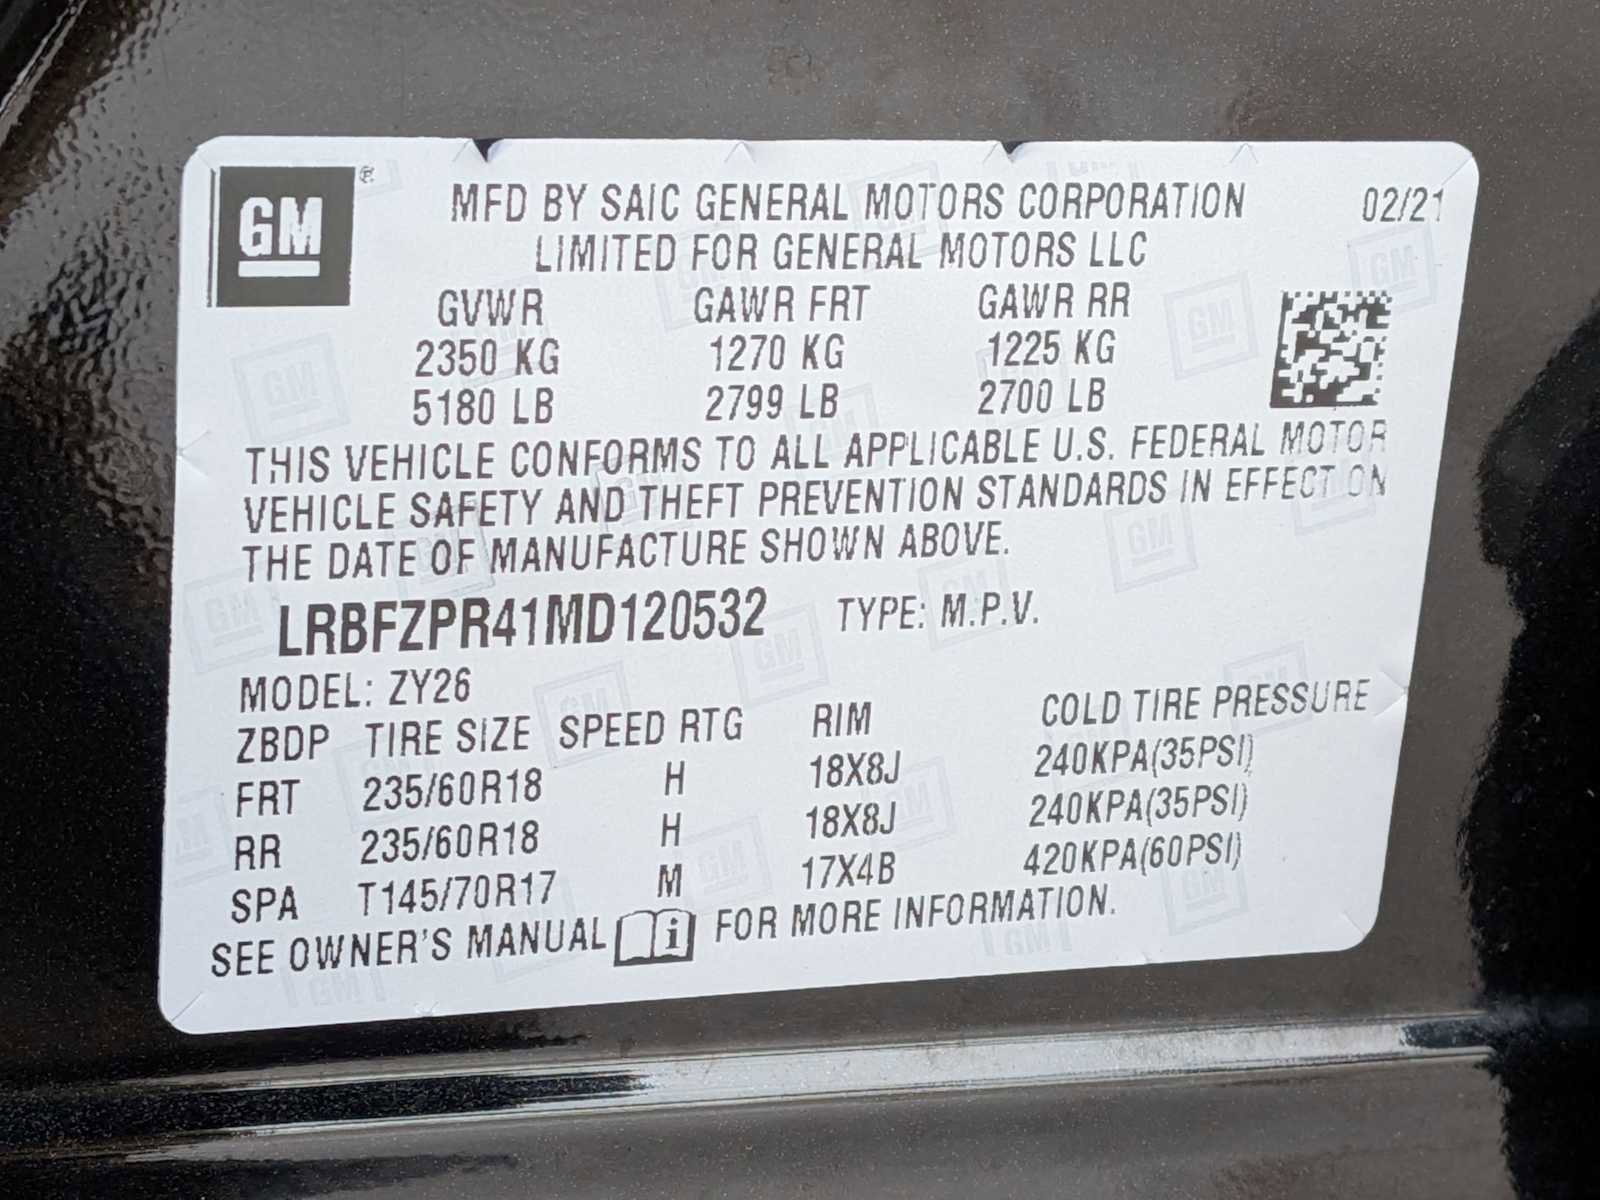 GM ® MFD BY SAIC GENERAL MOTORS CORPORATION 02/21
LIMITED FOR GENERAL MOTORS LLC
GVWR GAWR FRT GAWR RR
2350 KG 1270 KG 1225 KG
5180 LB 2799 LB 2700 LB
THIS VEHICLE CONFORMS TO ALL APPLICABLE U.S. FEDERAL MOTOR
VEHICLE SAFETY AND THEFT PREVENTION STANDARDS IN EFFECT ON
THE DATE OF MANUFACTURE SHOWN ABOVE.
LRBFZPR41MD120532 TYPE: M.P.V.
MODEL: ZY26
ZBDP TIRE SIZE SPEED RTG RIM COLD TIRE PRESSURE
FRT 235/60R18 H 18X8J 240KPA(35PSI)
RR 235/60R18 H 18X8J 240KPA(35PSI)
SPA T145/70R17 M 17X4B 420KPA(60PSI)
SEE OWNER'S MANUAL i FOR MORE INFORMATION.